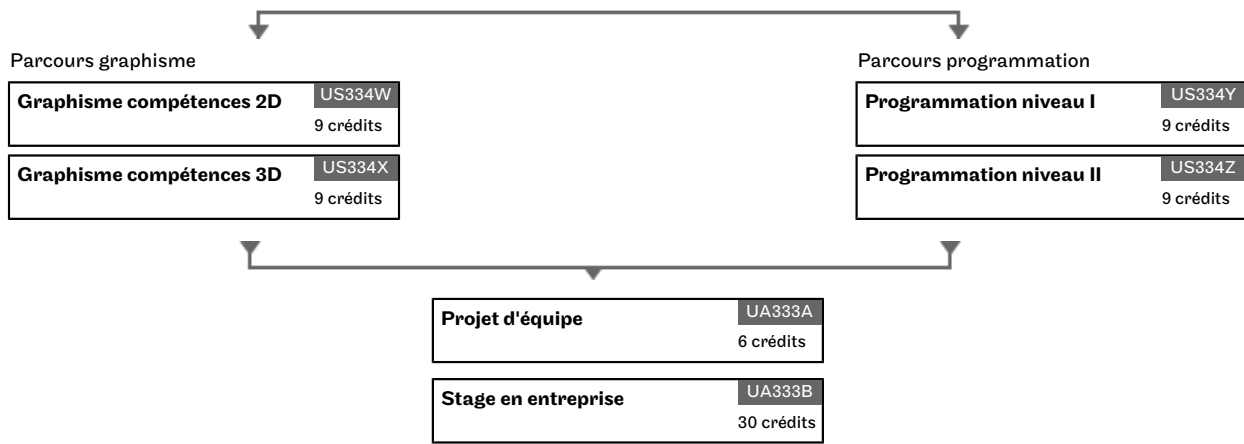 Parcours graphisme
Graphisme compétences 2D
US334W
9 crédits
Graphisme compétences 3D
US334X
9 crédits
Parcours programmation
Programmation niveau I
US334Y
9 crédits
Programmation niveau II
US334Z
9 crédits
Projet d'équipe
UA333A
6 crédits
Stage en entreprise
UA333B
30 crédits